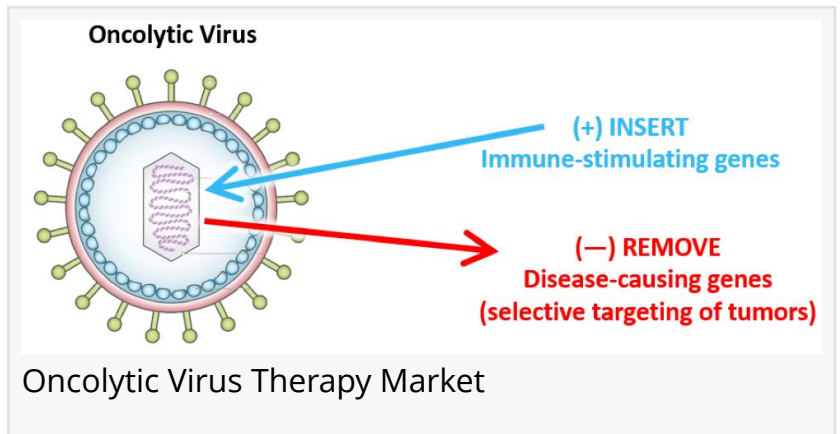 Oncolytic Virus
(+) INSERT
Immune-stimulating genes
(—) REMOVE
Disease-causing genes
(selective targeting of tumors)
Oncolytic Virus Therapy Market